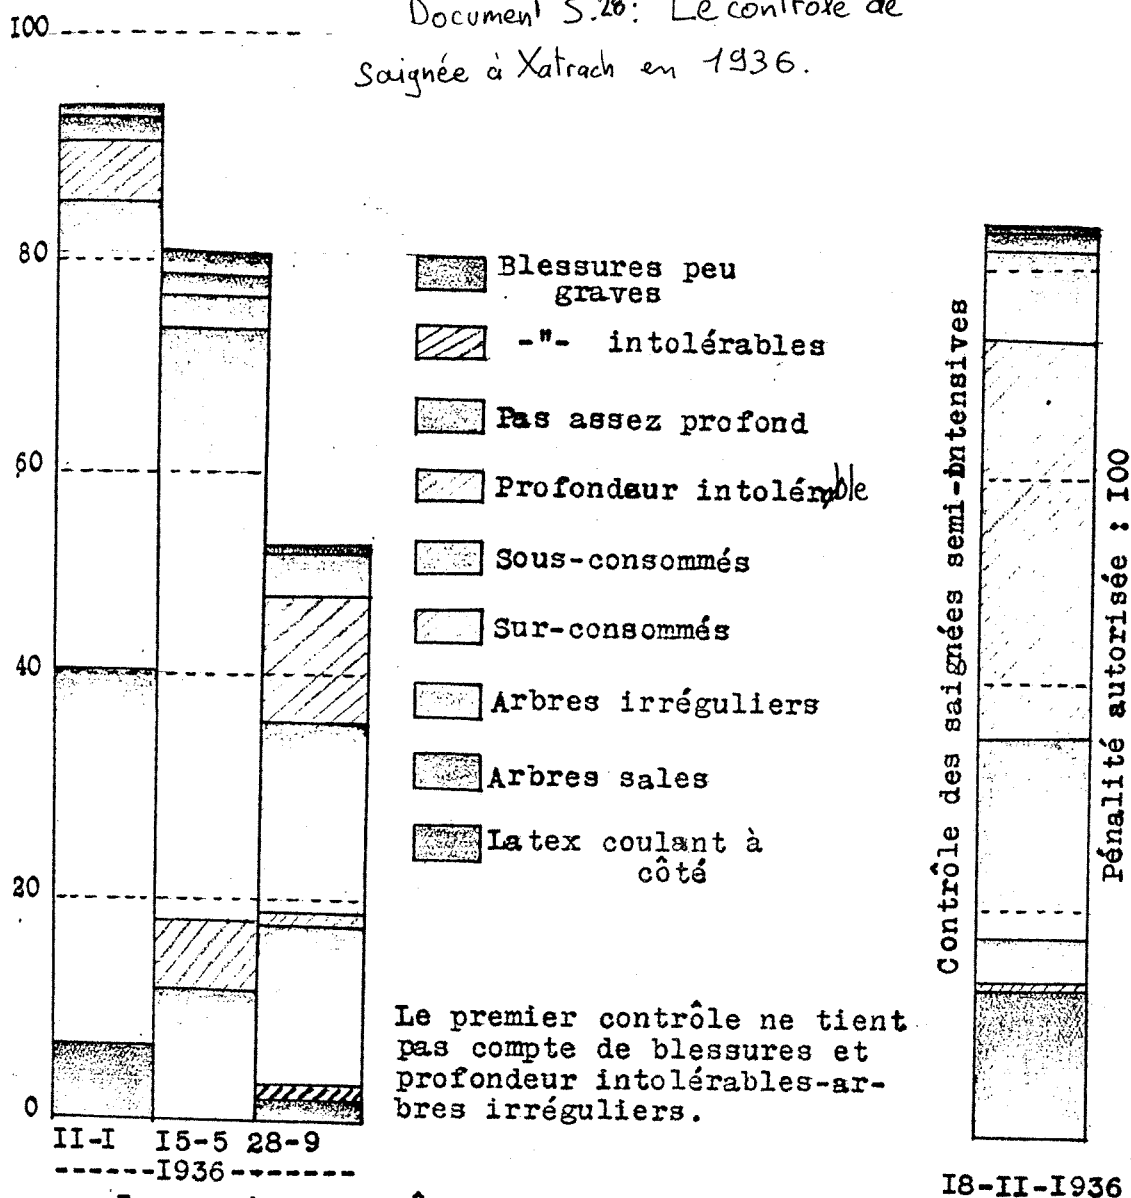 Document S.28: Le contrôle de
saignée à Xatrach en 1936.
I00
80
60
40
20
0
Blessures peu
graves
-"- intolérables
Pas assez profond
Profondeur intolérable
Sous-consommés
Sur-consommés
Arbres irréguliers
Arbres sales
Latex coulant à
côté
Le premier contrôle ne tient
pas compte de blessures et
profondeur intolérables-ar-
bres irréguliers.
II-I I5-5 28-9
------I936-------
Contrôle des saignées semi-intensives
Pénalité autorisée : I00
I8-II-I936